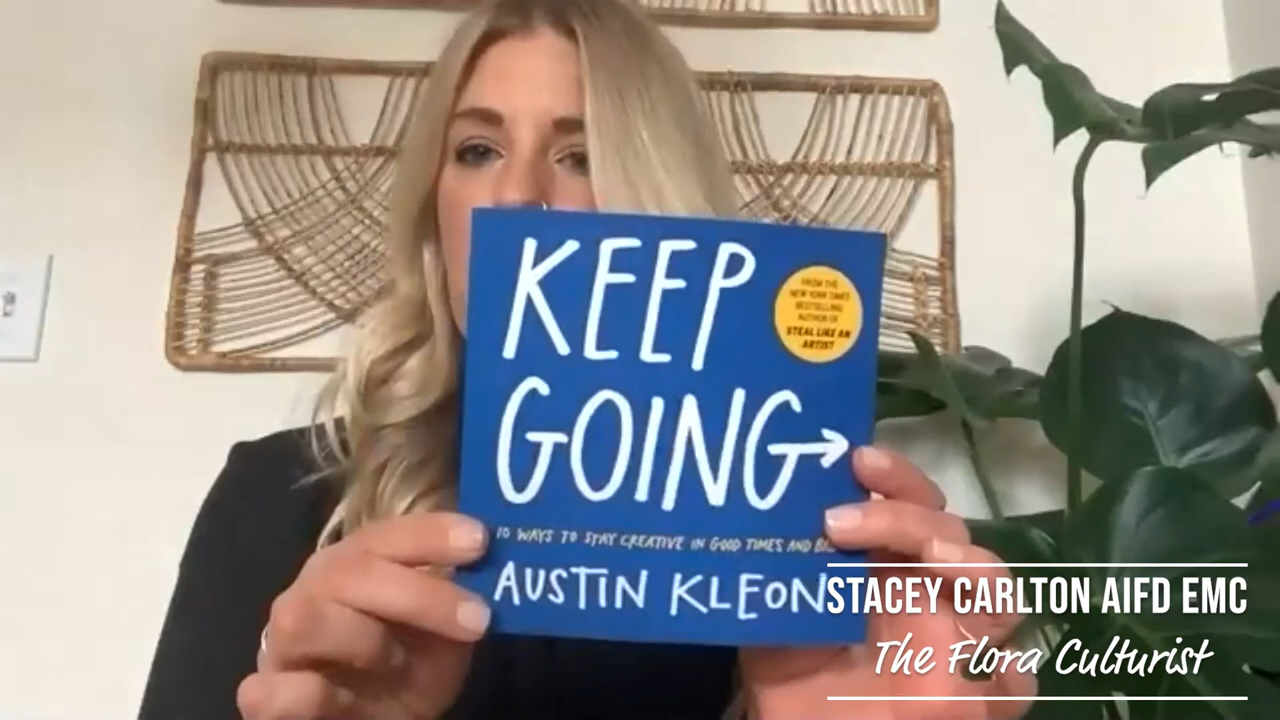 KEEP
GOING
FROM THE
NEW YORK TIMES
BESTSELLING
AUTHOR OF
STEAL LIKE AN
ARTIST
10 WAYS TO STAY CREATIVE IN GOOD TIMES AND
AUSTIN KLEON
STACEY CARLTON AIFD EMC
The Flora Culturist